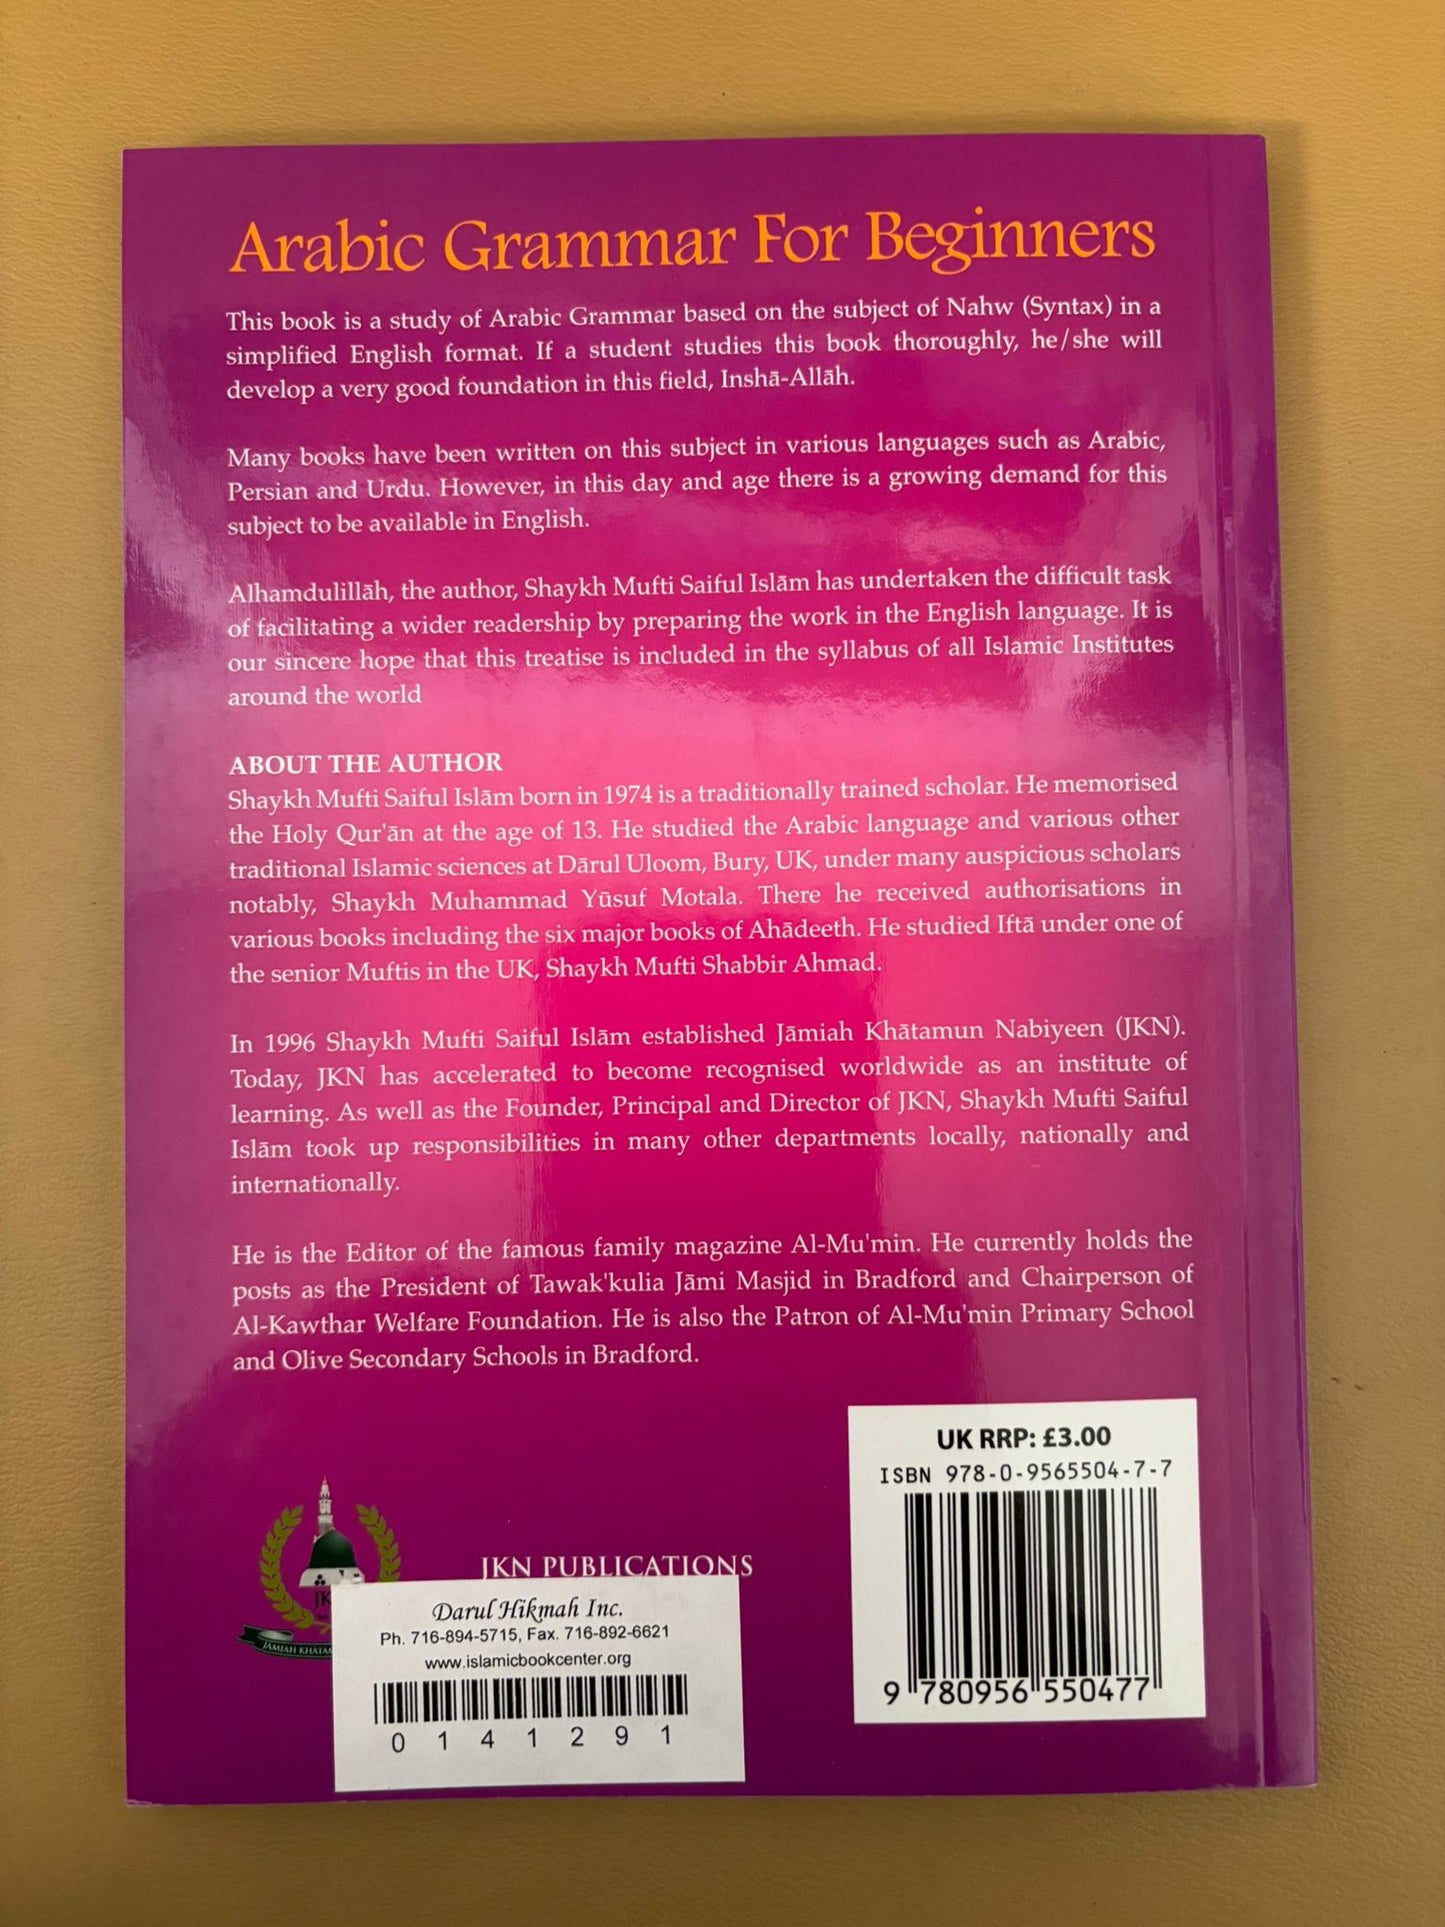 Arabic Grammar For Beginners
This book is a study of Arabic Grammar based on the subject of Nahw (Syntax) in a
simplified English format. If a student studies this book thoroughly, he/she will
develop a very good foundation in this field, Inshā-Allāh.
Many books have been written on this subject in various languages such as Arabic,
Persian and Urdu. However, in this day and age there is a growing demand for this
subject to be available in English.
Alhamdulillāh, the author, Shaykh Mufti Saiful Islām has undertaken the difficult task
of facilitating a wider readership by preparing the work in the English language. It is
our sincere hope that this treatise is included in the syllabus of all Islamic Institutes
around the world
ABOUT THE AUTHOR
Shaykh Mufti Saiful Islām born in 1974 is a traditionally trained scholar. He memorised
the Holy Qur'ān at the age of 13. He studied the Arabic language and various other
traditional Islamic sciences at Dārul Uloom, Bury, UK, under many auspicious scholars
notably, Shaykh Muhammad Yūsuf Motala. There he received authorisations in
various books including the six major books of Ahādeeth. He studied Iftā under one of
the senior Muftis in the UK, Shaykh Mufti Shabbir Ahmad.
In 1996 Shaykh Mufti Saiful Islām established Jāmiah Khātamun Nabiyeen (JKN).
Today, JKN has accelerated to become recognised worldwide as an institute of
learning. As well as the Founder, Principal and Director of JKN, Shaykh Mufti Saiful
Islām took up responsibilities in many other departments locally, nationally and
internationally.
He is the Editor of the famous family magazine Al-Mu'min. He currently holds the
posts as the President of Tawak'kulia Jāmi Masjid in Bradford and Chairperson of
Al-Kawthar Welfare Foundation. He is also the Patron of Al-Mu'min Primary School
and Olive Secondary Schools in Bradford.
UK RRP: £3.00
ISBN 978-0-9565504-7-7
9 780956 550477
JKN PUBLICATIONS
JK
JĀMIAH KHĀTAM
Darul Hikmah Inc.
Ph. 716-894-5715, Fax. 716-892-6621
www.islamicbookcenter.org
0 1 4 1 2 9 1